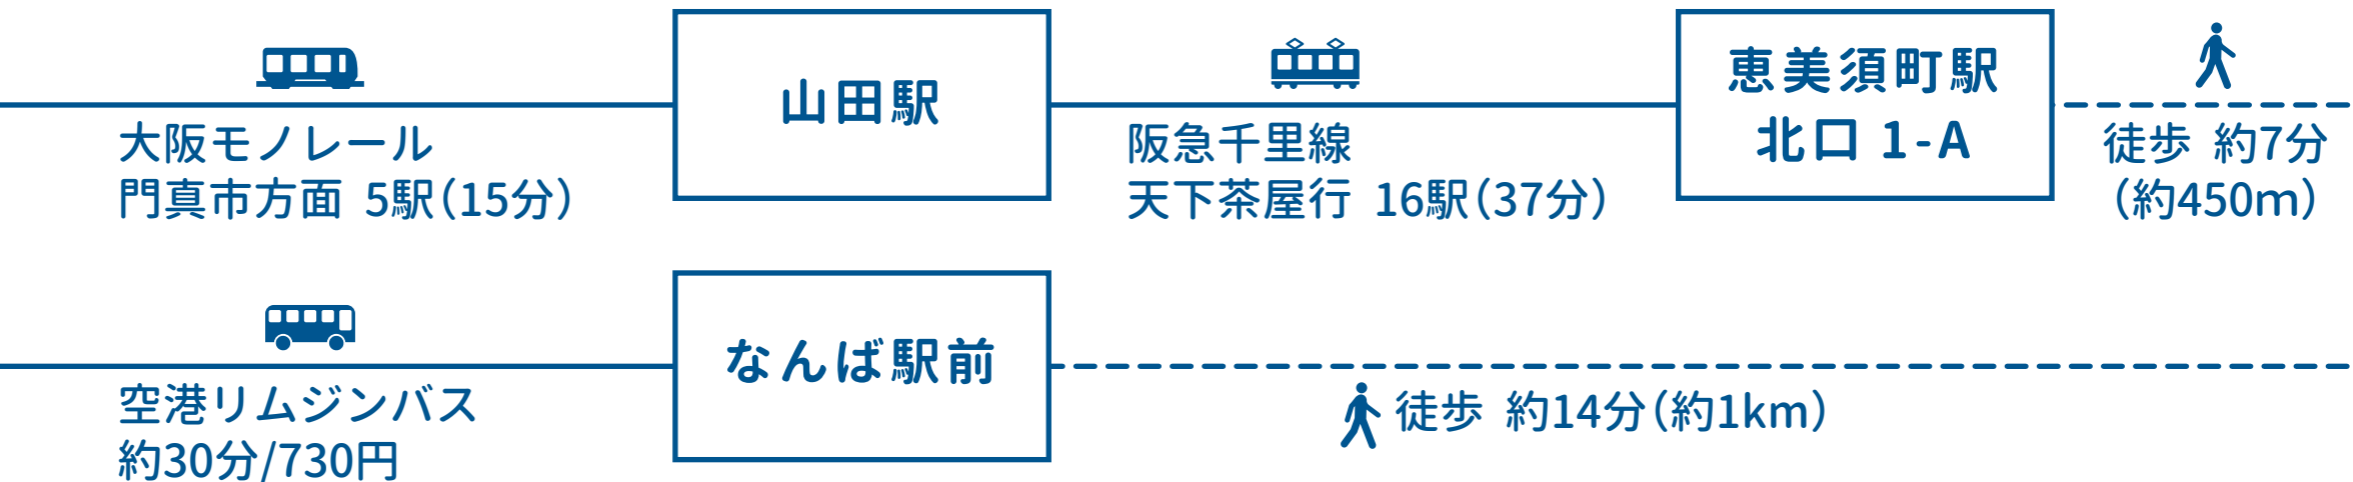 大阪モノレール
門真市方面 5駅(15分)
山田駅
阪急千里線
天下茶屋行 16駅(37分)
恵美須町駅
北口 1-A
徒歩 約7分
(約450m)
空港リムジンバス
約30分/730円
なんば駅前
徒歩 約14分(約1km)